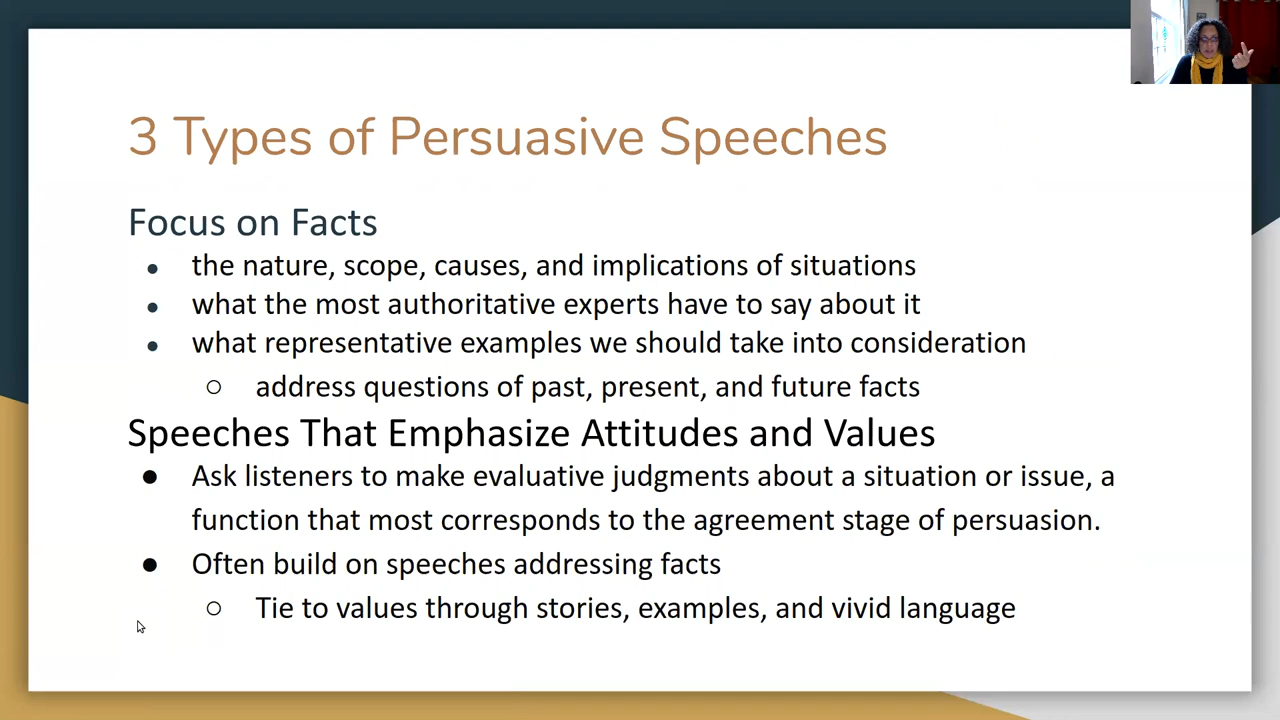 3 Types of Persuasive Speeches
Focus on Facts
● the nature, scope, causes, and implications of situations
● what the most authoritative experts have to say about it
● what representative examples we should take into consideration
○ address questions of past, present, and future facts
Speeches That Emphasize Attitudes and Values
● Ask listeners to make evaluative judgments about a situation or issue, a
function that most corresponds to the agreement stage of persuasion.
● Often build on speeches addressing facts
○ Tie to values through stories, examples, and vivid language